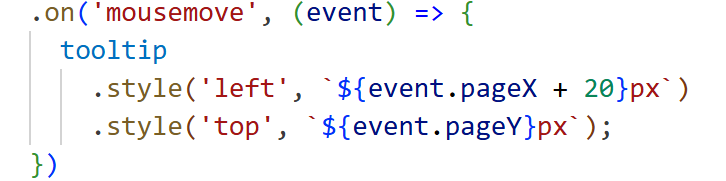 .on('mousemove', (event) => {
tooltip
.style('left', `${event.pageX + 20}px`)
.style('top', `${event.pageY}px`);
})